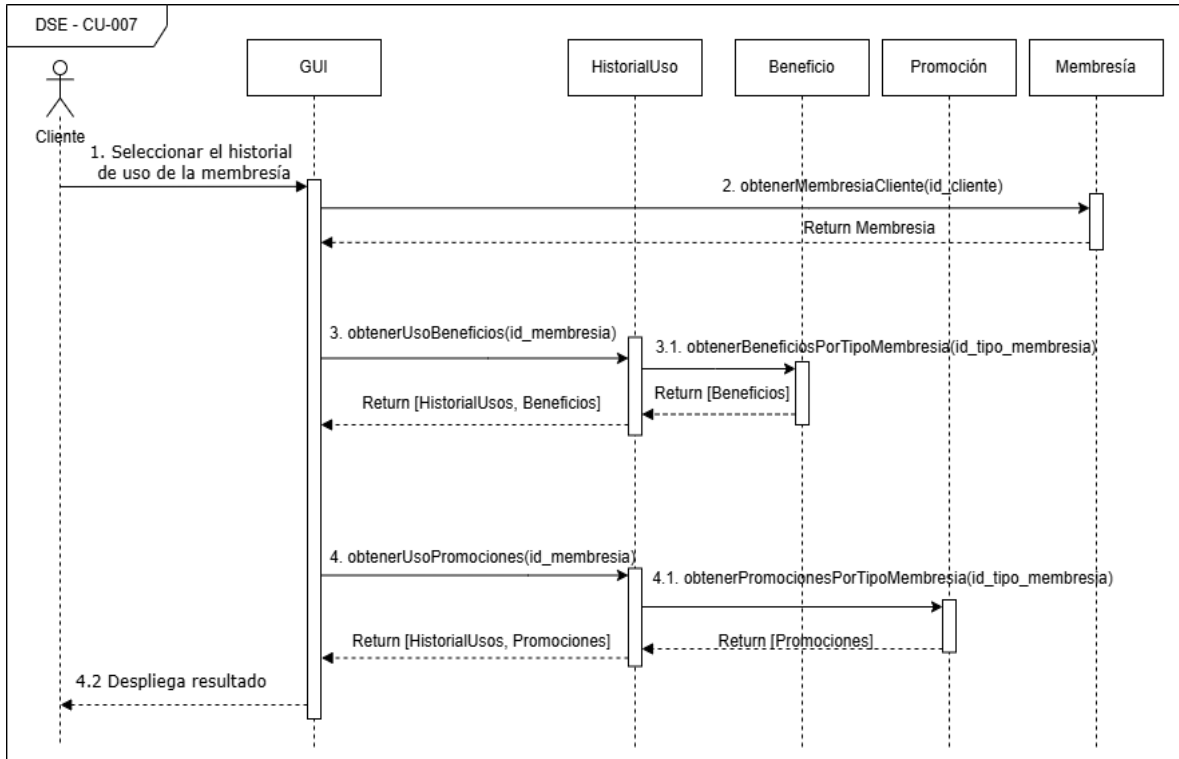 DSE - CU-007
GUI
HistorialUso
Beneficio
Promoción
Membresía
Cliente
1. Seleccionar el historial
de uso de la membresía
2. obtenerMembresiaCliente(id_cliente)
Return Membresia
3. obtenerUsoBeneficios(id_membresia)
3.1. obtenerBeneficiosPorTipoMembresia(id_tipo_membresia)
Return [Beneficios]
Return [HistorialUsos, Beneficios]
4. obtenerUsoPromociones(id_membresia)
4.1. obtenerPromocionesPorTipoMembresia(id_tipo_membresia)
Return [HistorialUsos, Promociones]
Return [Promociones]
4.2 Despliega resultado